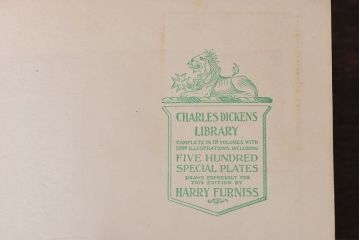 CHARLES DICKENS
LIBRARY
COMPLETE IN 18 VOLUMES WITH
1200 ILLUSTRATIONS, INCLUDING
FIVE HUNDRED
SPECIAL PLATES
DRAWN EXPRESSLY FOR
THIS EDITION BY
HARRY FURNISS